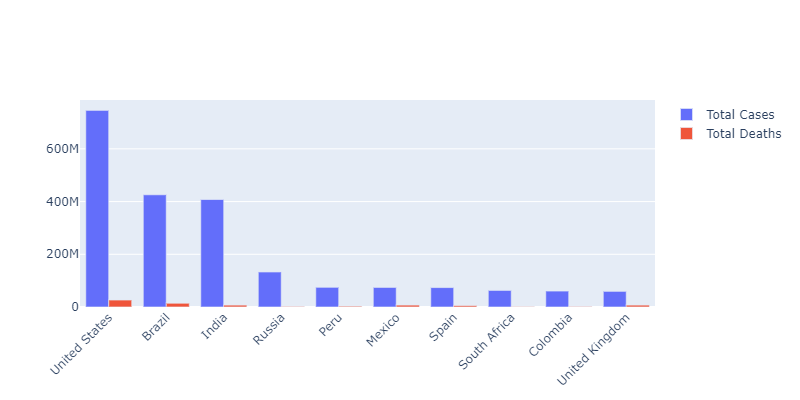 Total Cases
Total Deaths
600M
400M
200M
0
United States
Brazil
India
Russia
Peru
Mexico
Spain
South Africa
Colombia
United Kingdom